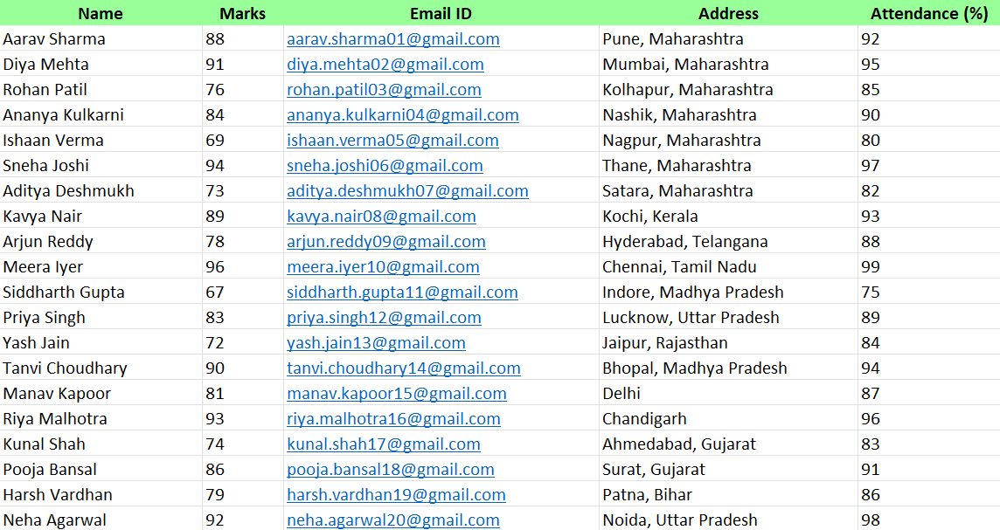 Name Marks Email ID Address Attendance (%)
Aarav Sharma 88 aarav.sharma01@gmail.com Pune, Maharashtra 92
Diya Mehta 91 diya.mehta02@gmail.com Mumbai, Maharashtra 95
Rohan Patil 76 rohan.patil03@gmail.com Kolhapur, Maharashtra 85
Ananya Kulkarni 84 ananya.kulkarni04@gmail.com Nashik, Maharashtra 90
Ishaan Verma 69 ishaan.verma05@gmail.com Nagpur, Maharashtra 80
Sneha Joshi 94 sneha.joshi06@gmail.com Thane, Maharashtra 97
Aditya Deshmukh 73 aditya.deshmukh07@gmail.com Satara, Maharashtra 82
Kavya Nair 89 kavya.nair08@gmail.com Kochi, Kerala 93
Arjun Reddy 78 arjun.reddy09@gmail.com Hyderabad, Telangana 88
Meera Iyer 96 meera.iyer10@gmail.com Chennai, Tamil Nadu 99
Siddharth Gupta 67 siddharth.gupta11@gmail.com Indore, Madhya Pradesh 75
Priya Singh 83 priya.singh12@gmail.com Lucknow, Uttar Pradesh 89
Yash Jain 72 yash.jain13@gmail.com Jaipur, Rajasthan 84
Tanvi Choudhary 90 tanvi.choudhary14@gmail.com Bhopal, Madhya Pradesh 94
Manav Kapoor 81 manav.kapoor15@gmail.com Delhi 87
Riya Malhotra 93 riya.malhotra16@gmail.com Chandigarh 96
Kunal Shah 74 kunal.shah17@gmail.com Ahmedabad, Gujarat 83
Pooja Bansal 86 pooja.bansal18@gmail.com Surat, Gujarat 91
Harsh Vardhan 79 harsh.vardhan19@gmail.com Patna, Bihar 86
Neha Agarwal 92 neha.agarwal20@gmail.com Noida, Uttar Pradesh 98